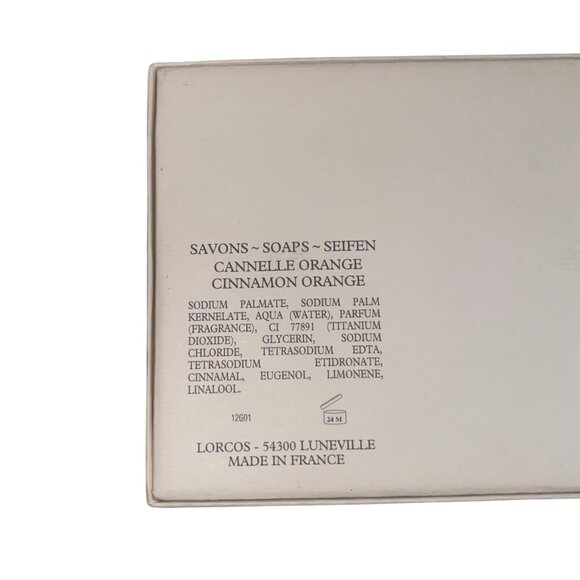 SAVONS ~ SOAPS ~ SEIFEN
CANNELLE ORANGE
CINNAMON ORANGE
SODIUM PALMATE, SODIUM PALM
KERNELATE, AQUA (WATER), PARFUM
(FRAGRANCE), CI 77891 (TITANIUM
DIOXIDE), GLYCERIN, SODIUM
CHLORIDE, TETRASODIUM EDTA,
TETRASODIUM ETIDRONATE,
CINNAMAL, EUGENOL, LIMONENE,
LINALOOL.
12G01
24 M
LORCOS - 54300 LUNEVILLE
MADE IN FRANCE